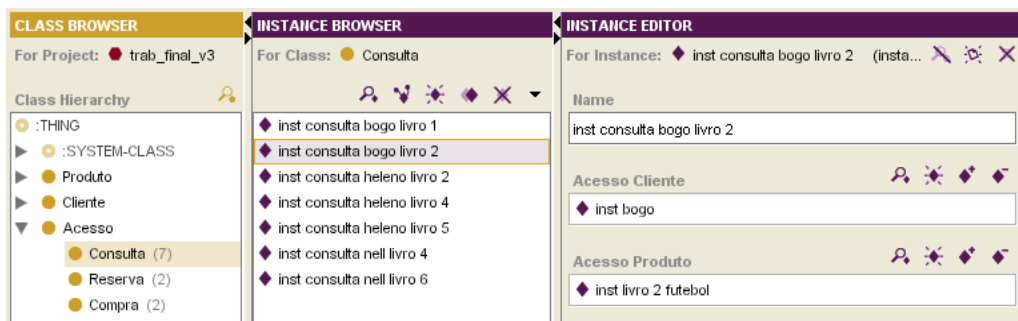 CLASS BROWSER
For Project: trab_final_v3
Class Hierarchy
:THING
:SYSTEM-CLASS
Produto
Cliente
Acesso
Consulta (7)
Reserva (2)
Compra (2)
INSTANCE BROWSER
For Class: Consulta
inst consulta bogo livro 1
inst consulta bogo livro 2
inst consulta heleno livro 2
inst consulta heleno livro 4
inst consulta heleno livro 5
inst consulta nell livro 4
inst consulta nell livro 6
INSTANCE EDITOR
For Instance: inst consulta bogo livro 2 (insta...
Name
inst consulta bogo livro 2
Acesso Cliente
inst bogo
Acesso Produto
inst livro 2 futebol